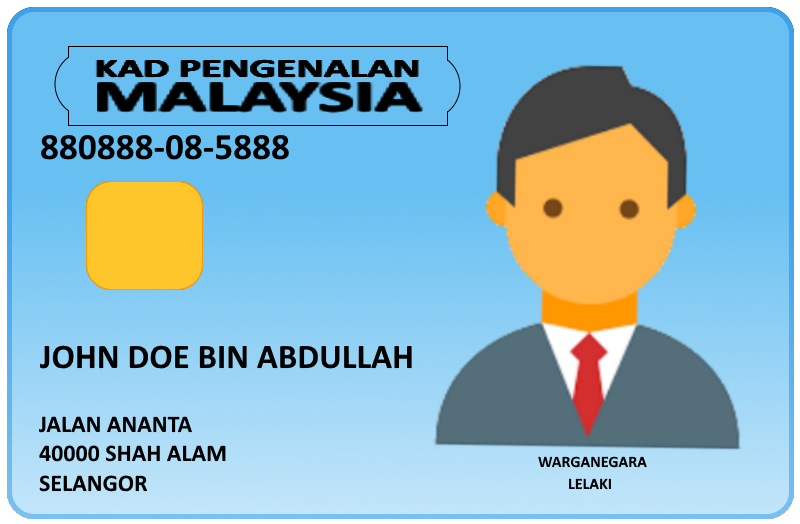 KAD PENGENALAN
MALAYSIA
880888-08-5888
JOHN DOE BIN ABDULLAH
JALAN ANANTA
40000 SHAH ALAM
SELANGOR
WARGANEGARA
LELAKI